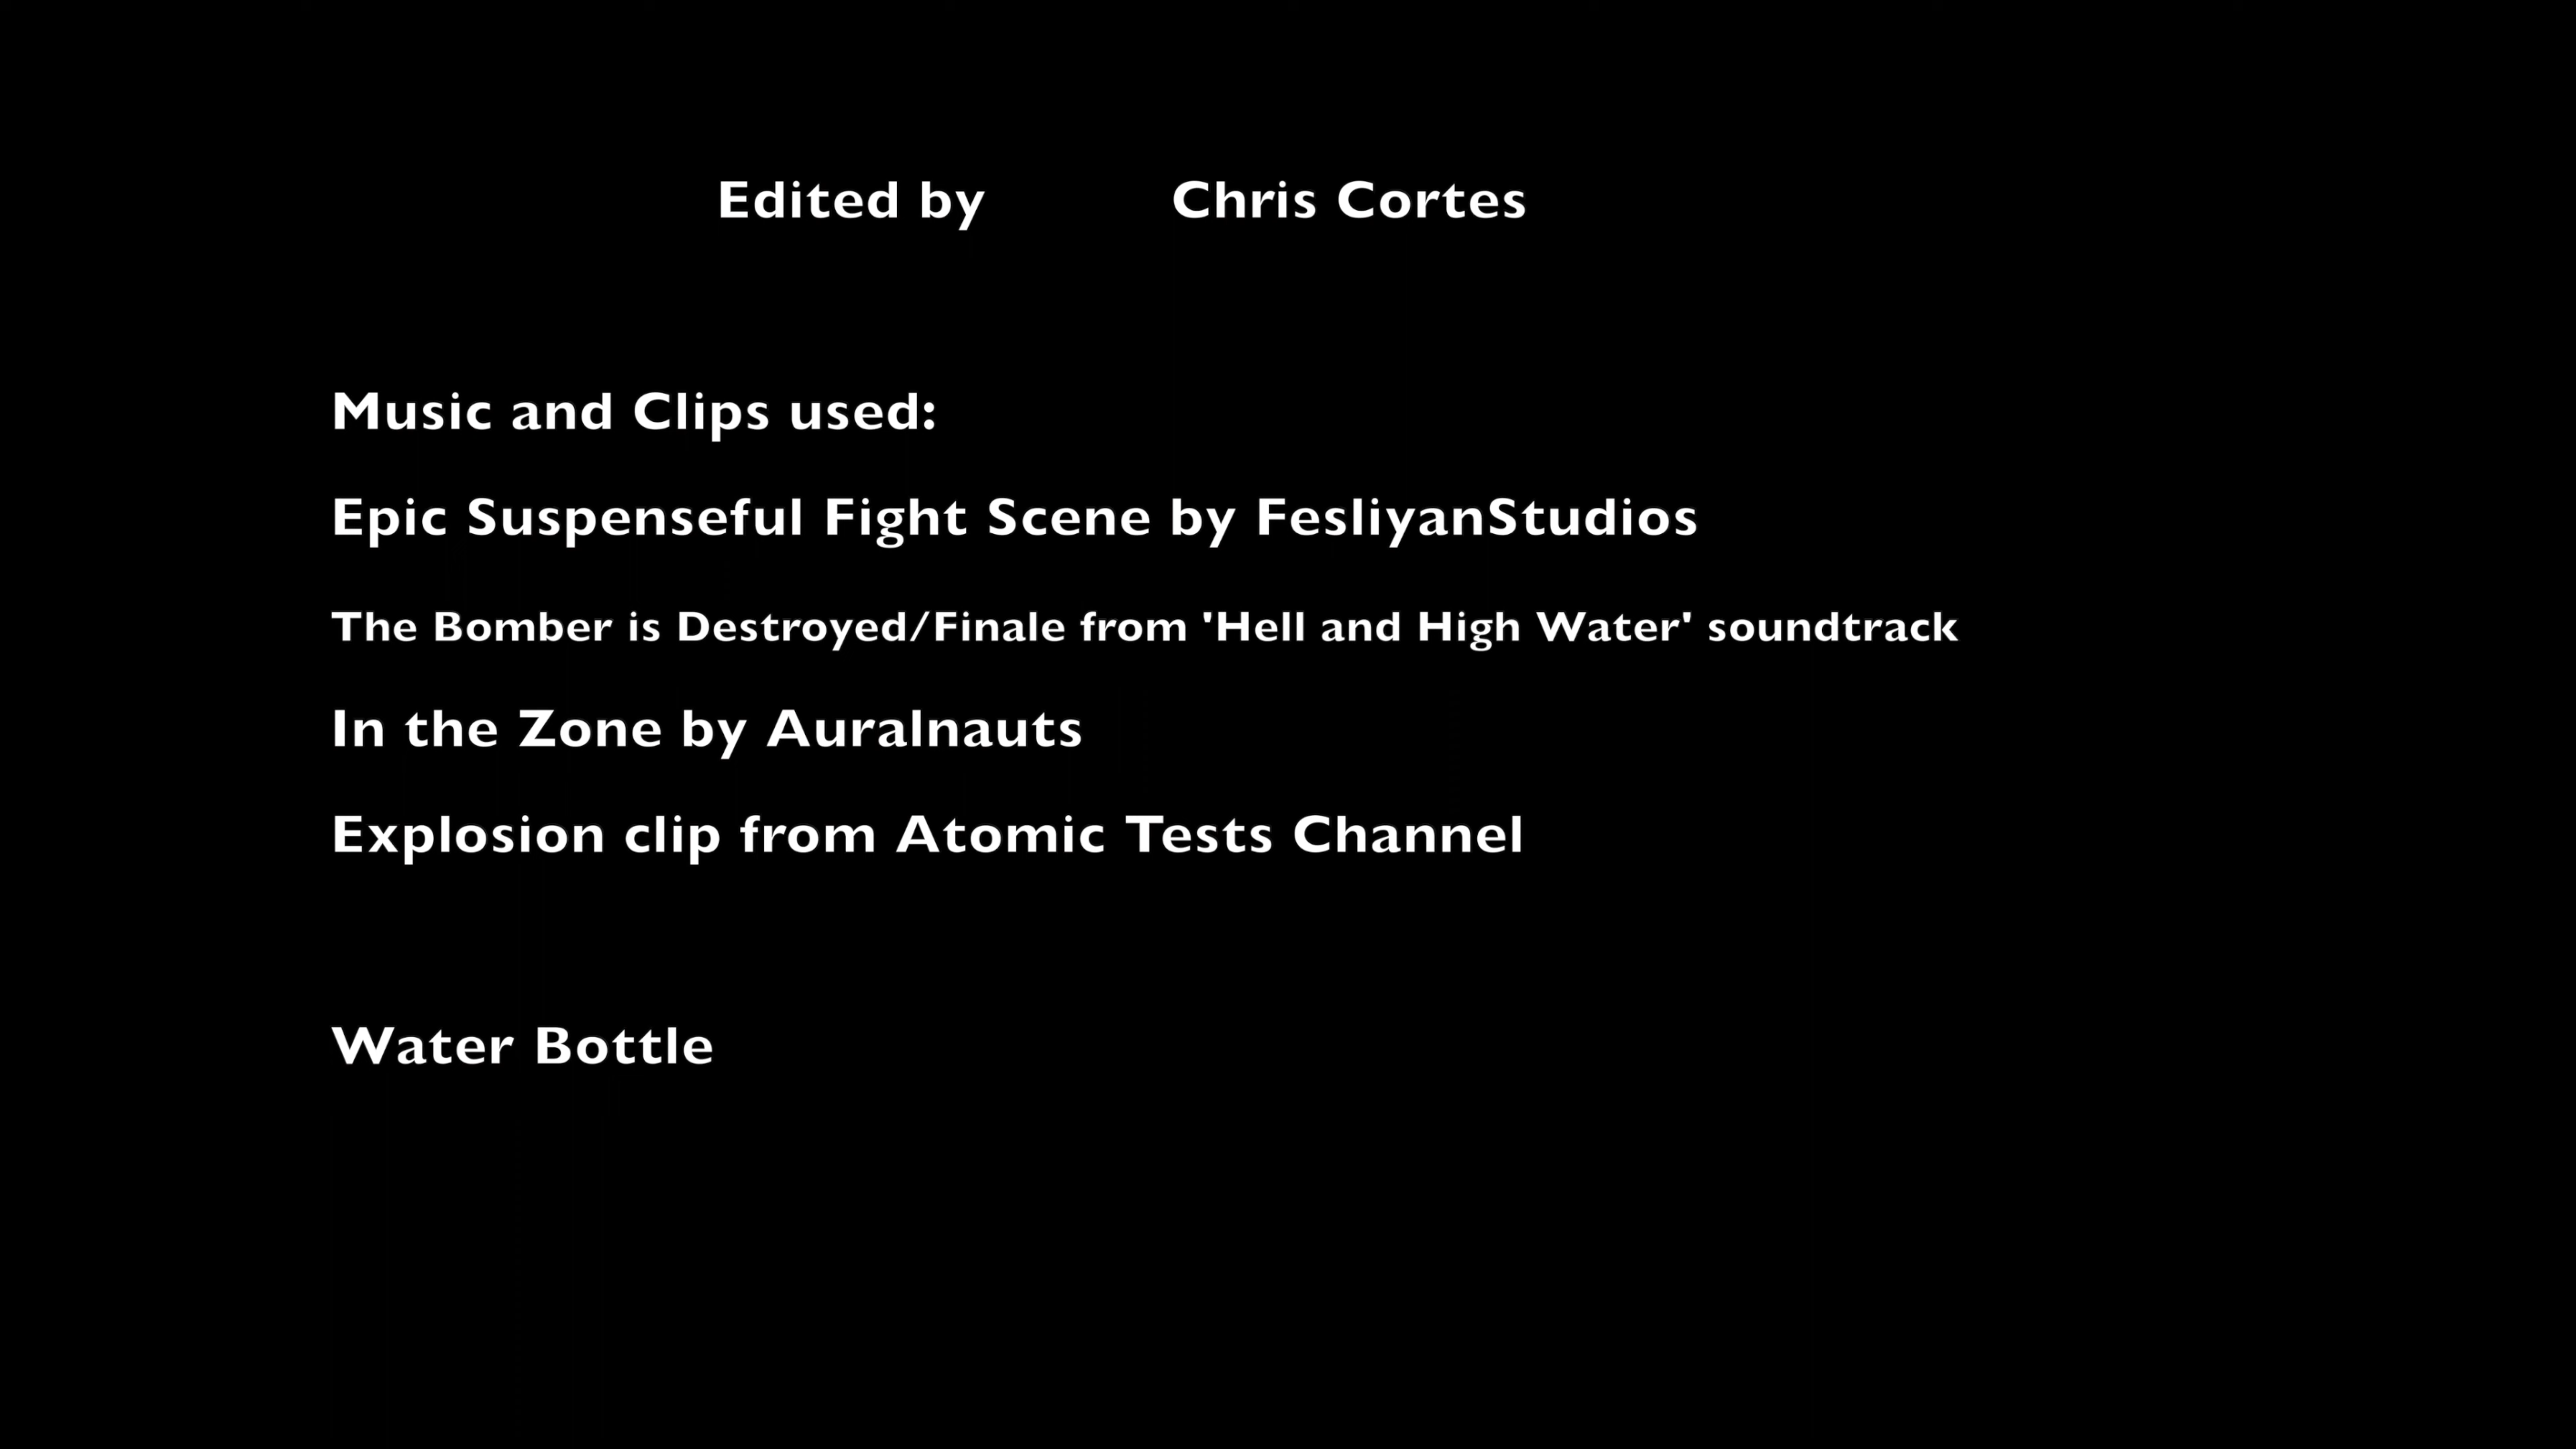 Edited by Chris Cortes
Music and Clips used:
Epic Suspenseful Fight Scene by FesliyanStudios
The Bomber is Destroyed/Finale from 'Hell and High Water' soundtrack
In the Zone by Auralnauts
Explosion clip from Atomic Tests Channel
Water Bottle